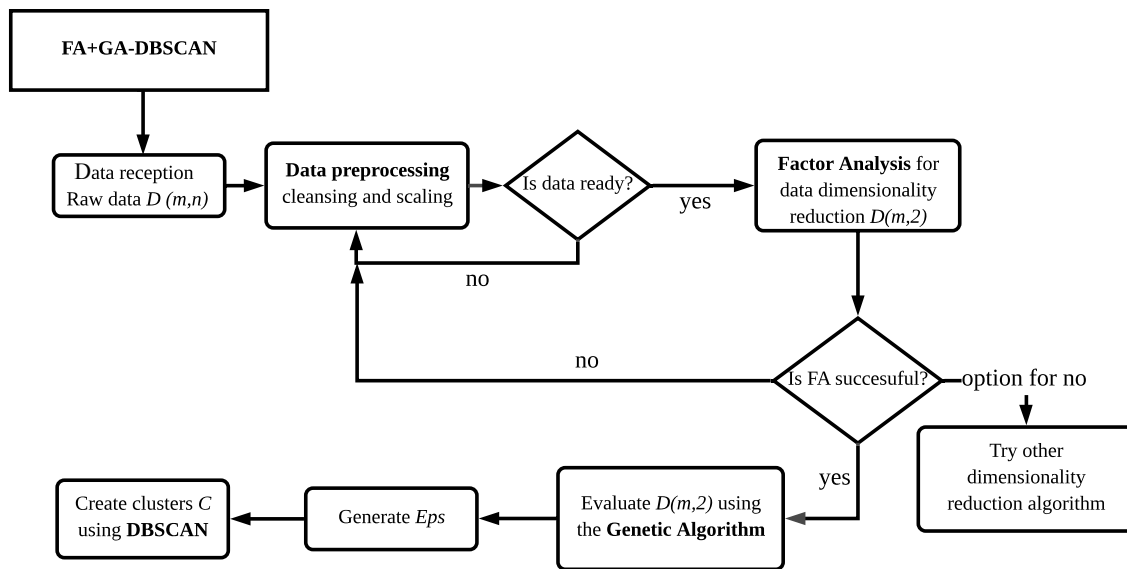 FA+GA-DBSCAN
Data reception
Raw data D (m,n)
Data preprocessing
cleansing and scaling
Is data ready?
yes
no
Factor Analysis for
data dimensionality
reduction D(m,2)
Is FA succesuful?
no
option for no
Try other
dimensionality
reduction algorithm
yes
Evaluate D(m,2) using
the Genetic Algorithm
Generate Eps
Create clusters C
using DBSCAN